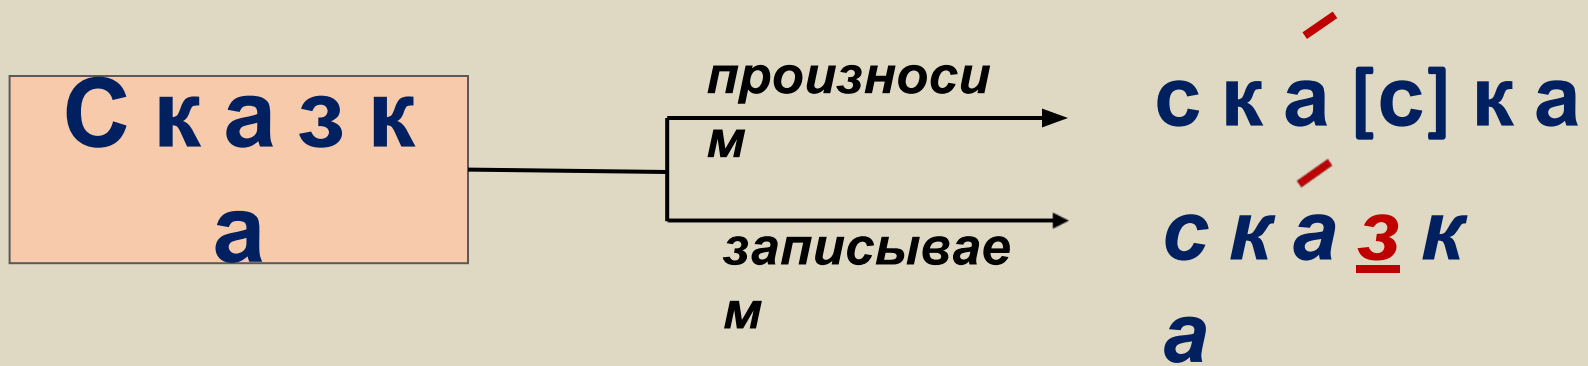 С к а з к
а
произноси
м
с к а [с] к а
записывае
м
с к а з к
а